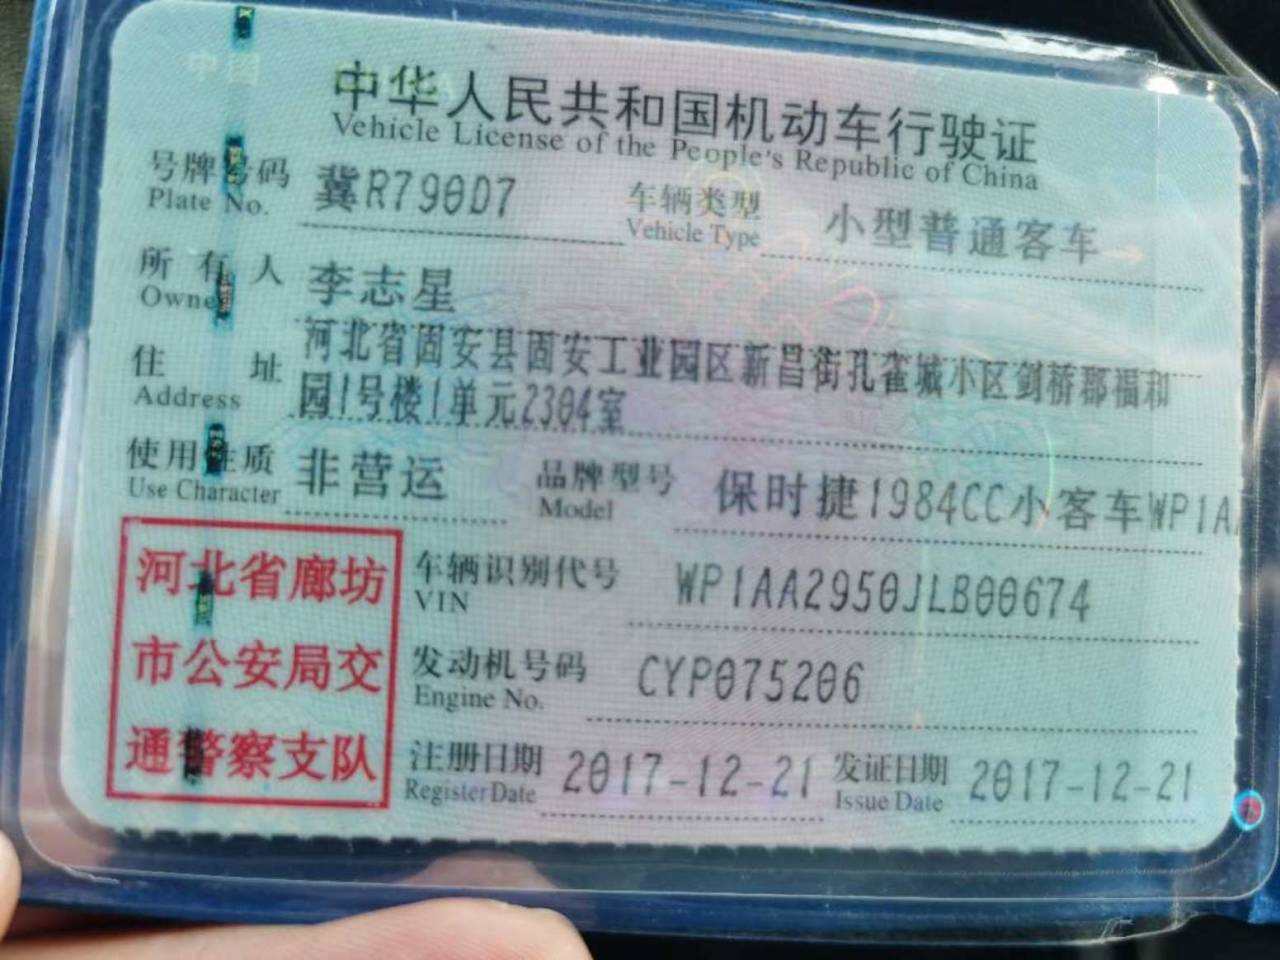 中华人民共和国机动车行驶证
Vehicle License of the People's Republic of China
号牌号码 冀R790D7 车辆类型 小型普通客车
Plate No. Vehicle Type
所有人 李志星
Owner
住址 河北省固安县固安工业园区新昌街孔雀城小区剑桥郡福和
Address 园1号楼1单元2304室
使用性质 非营运 品牌型号 保时捷1984CC小客车WP1A
Use Character Model
河北省廊坊
市公安局交
通警察支队
车辆识别代号 WP1AA2950JLB00674
VIN
发动机号码 CYP075206
Engine No.
注册日期 2017-12-21 发证日期 2017-12-21
Register Date Issue Date